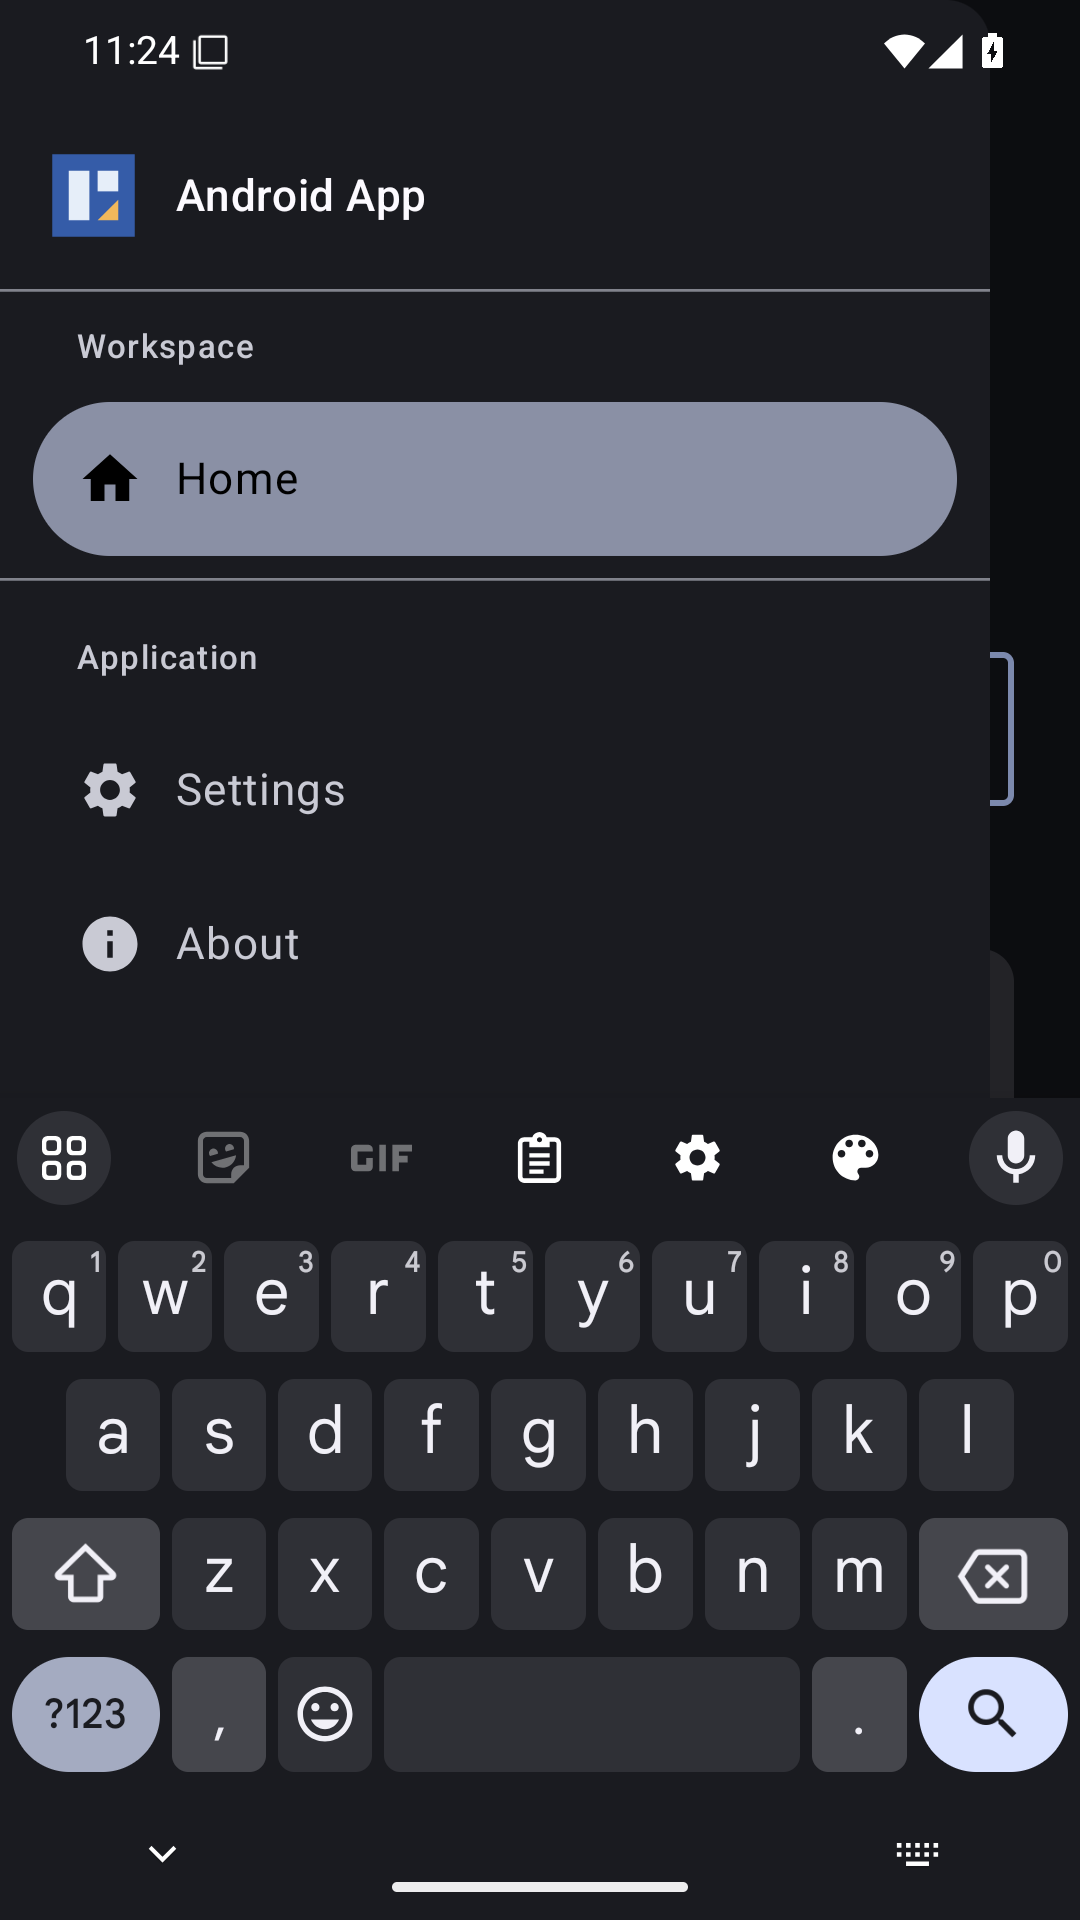 11:24
Android App
Workspace
Home
Application
Settings
About
GIF
q1 w2 e3 r4 t5 y6 u7 i8 o9 p0
a s d f g h j k l
z x c v b n m
?123 , .